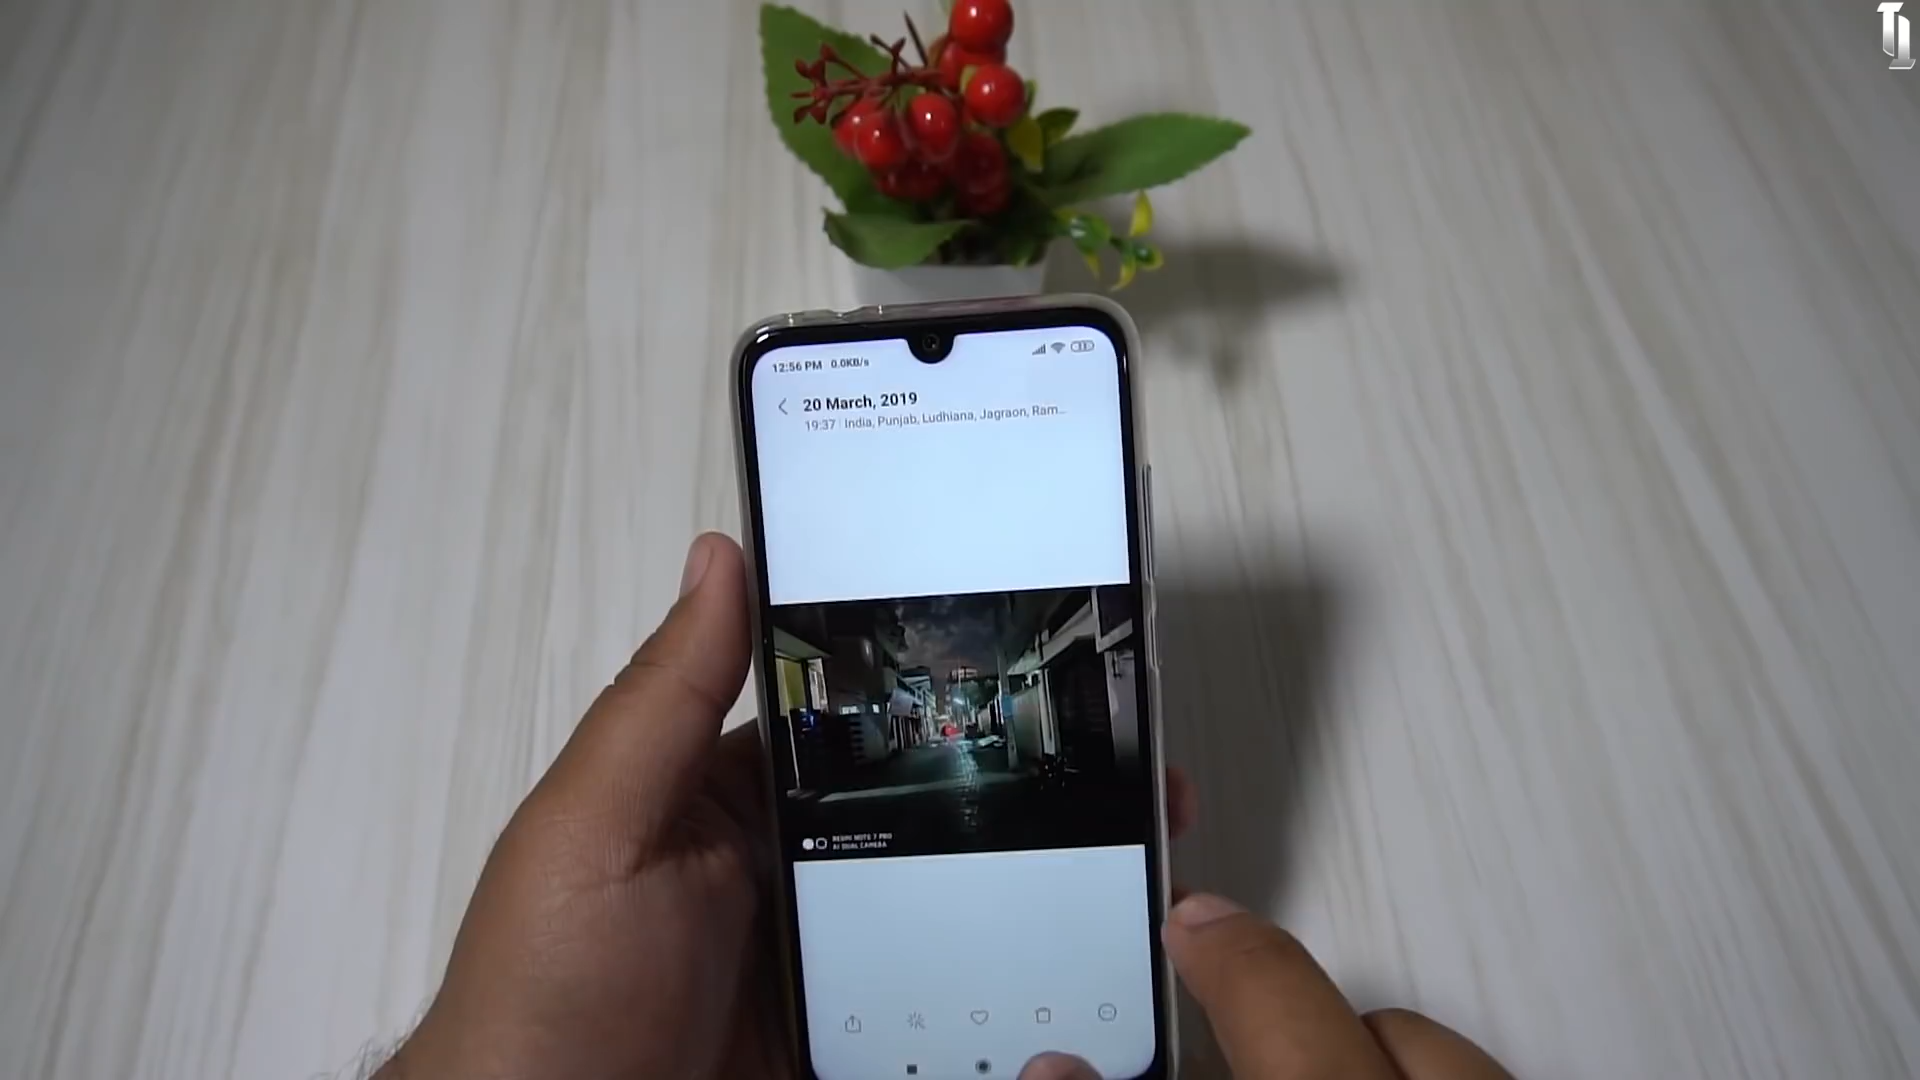 12:56 PM 0.0KB/s
20 March, 2019
19:37 India, Punjab, Ludhiana, Jagraon, Ram...
REDMI NOTE 7 PRO
AI DUAL CAMERA